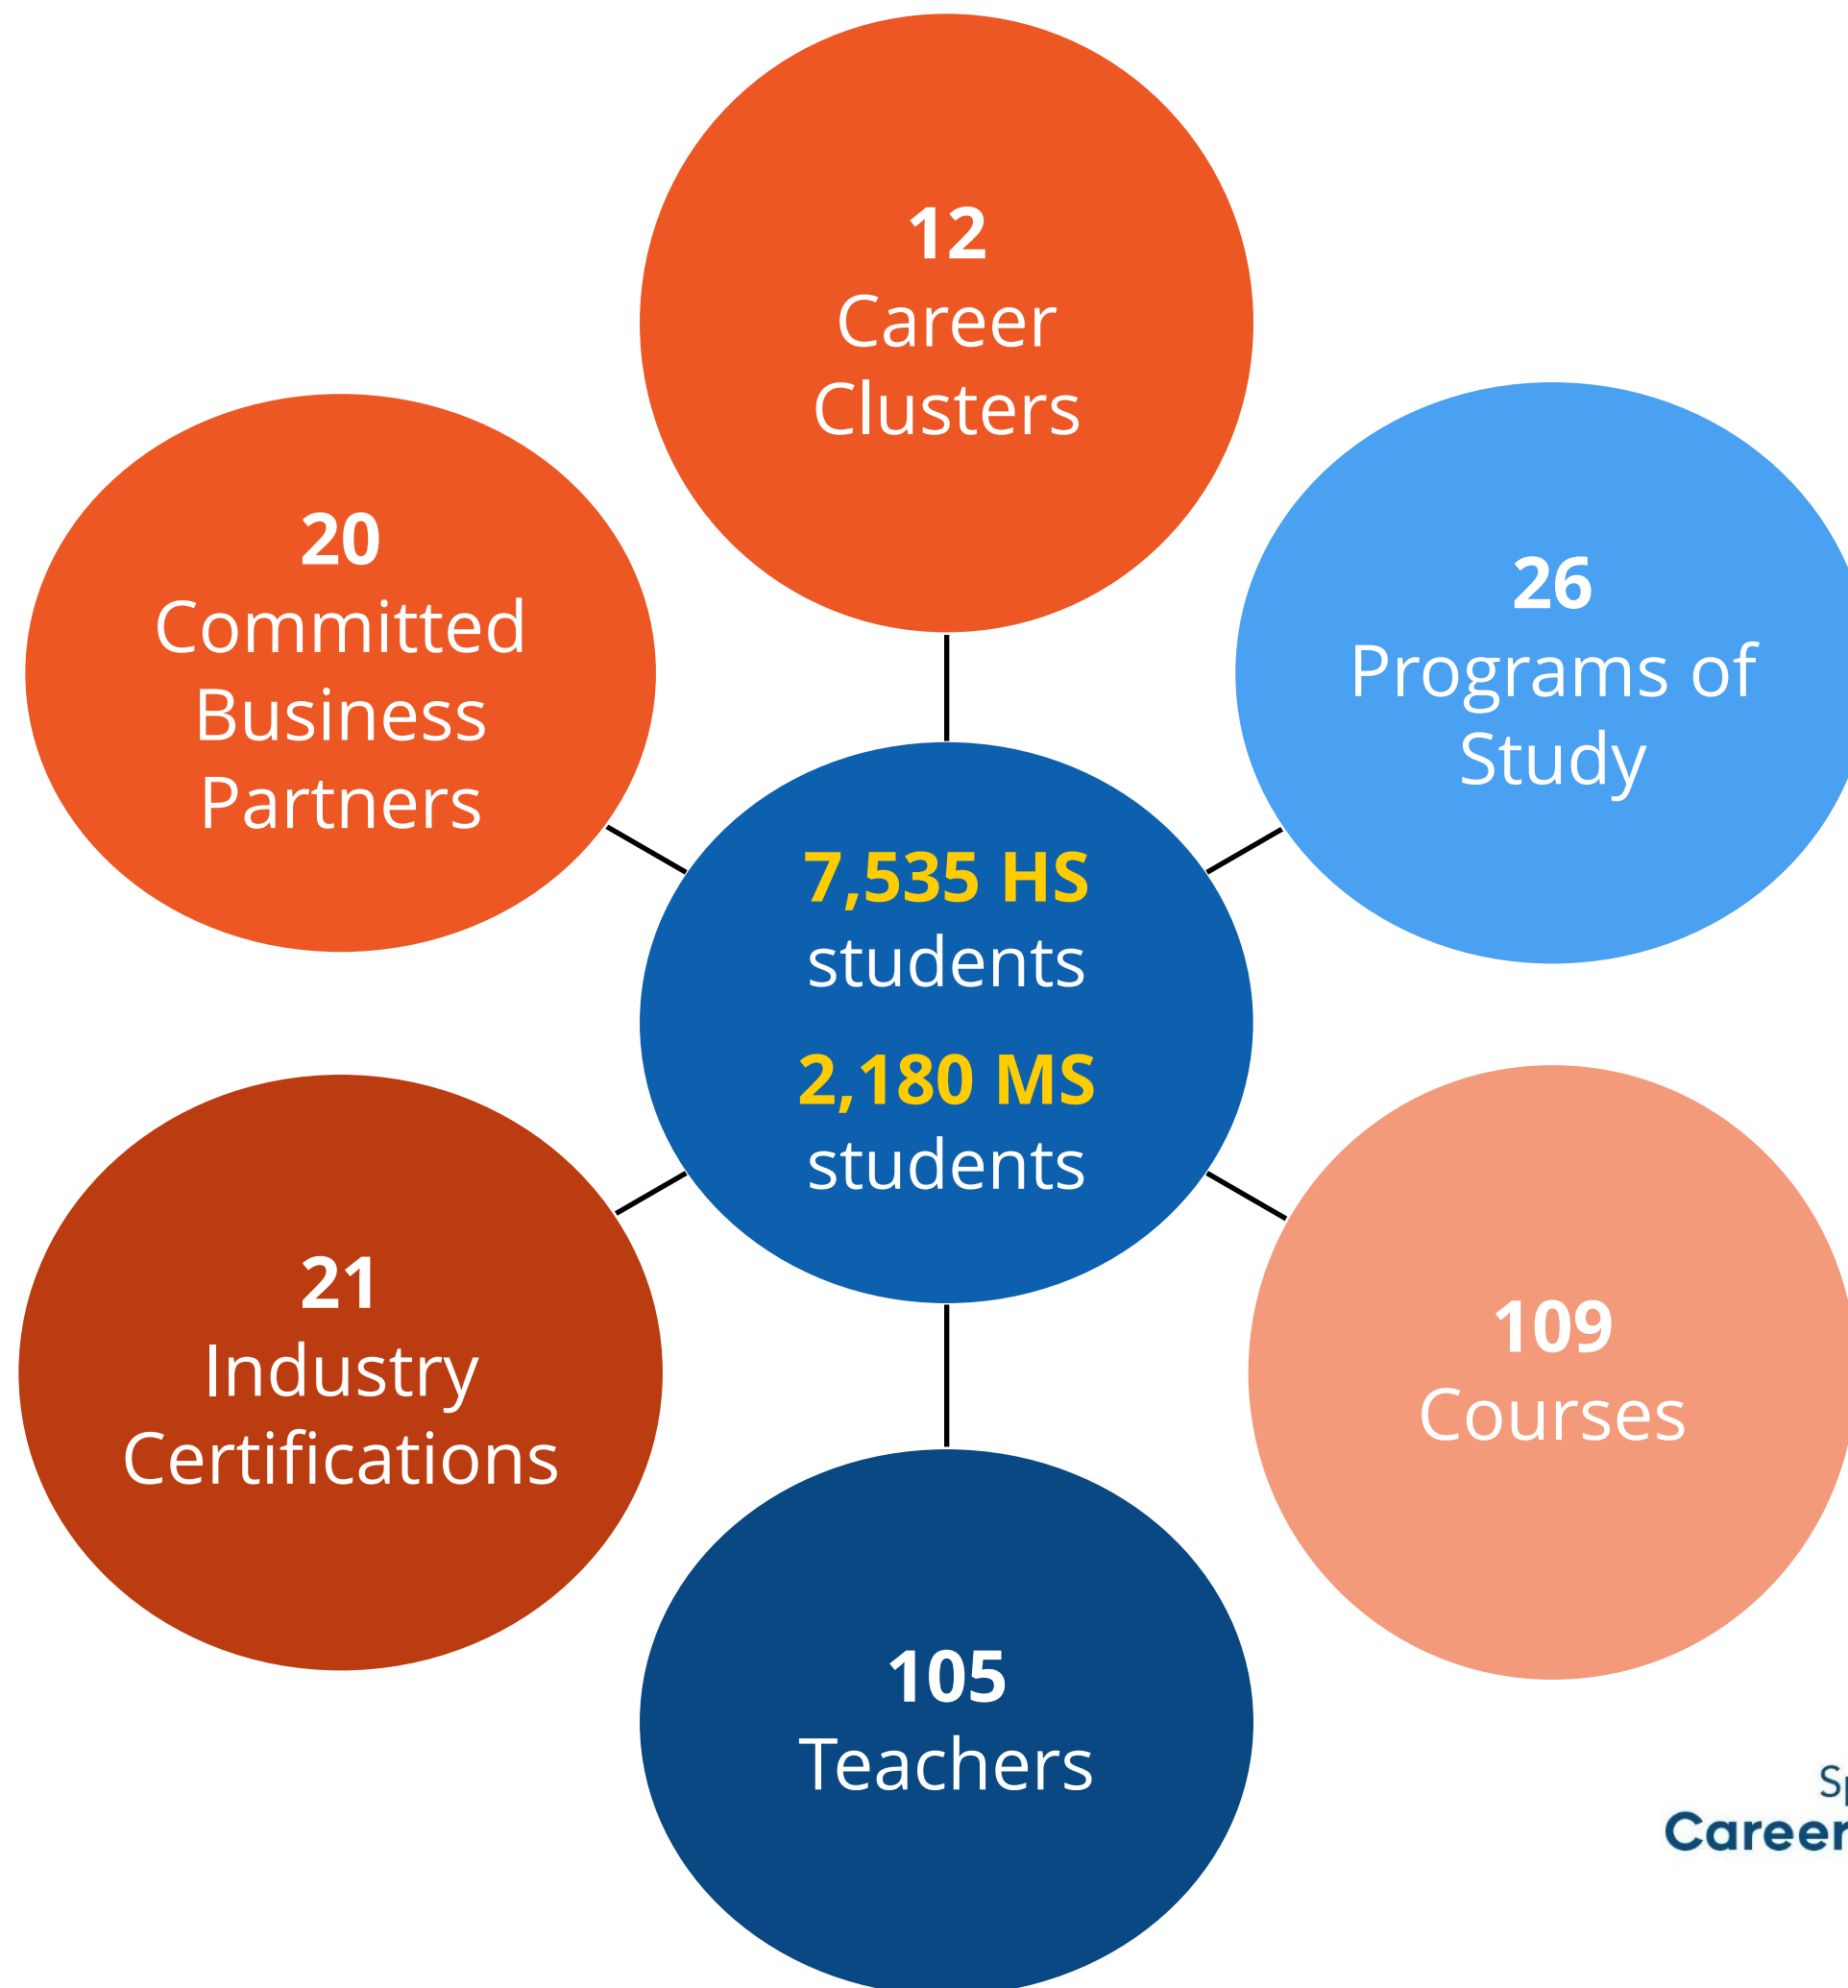 12
Career
Clusters
20
Committed
Business
Partners
26
Programs of
Study
7,535 HS
students
2,180 MS
students
21
Industry
Certifications
109
Courses
105
Teachers
Career